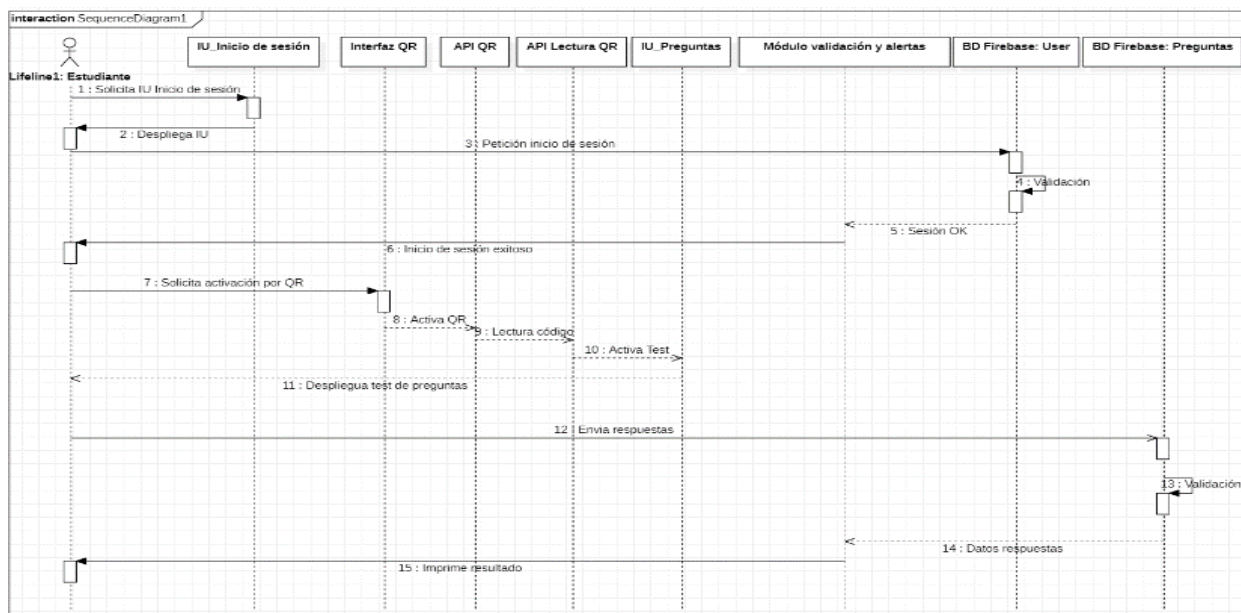 interaction SequenceDiagram1
IU_Inicio de sesión
Interfaz QR
API QR
API Lectura QR
IU_Preguntas
Módulo validación y alertas
BD Firebase: User
BD Firebase: Preguntas
Lifeline1: Estudiante
1 : Solicita IU Inicio de sesión
2 : Despliega IU
3 : Petición inicio de sesión
4 : Validación
5 : Sesión OK
6 : Inicio de sesión exitoso
7 : Solicita activación por QR
8 : Activa QR
9 : Lectura código
10 : Activa Test
11 : Despliegua test de preguntas
12 : Envia respuestas
13 : Validación
14 : Datos respuestas
15 : Imprime resultado